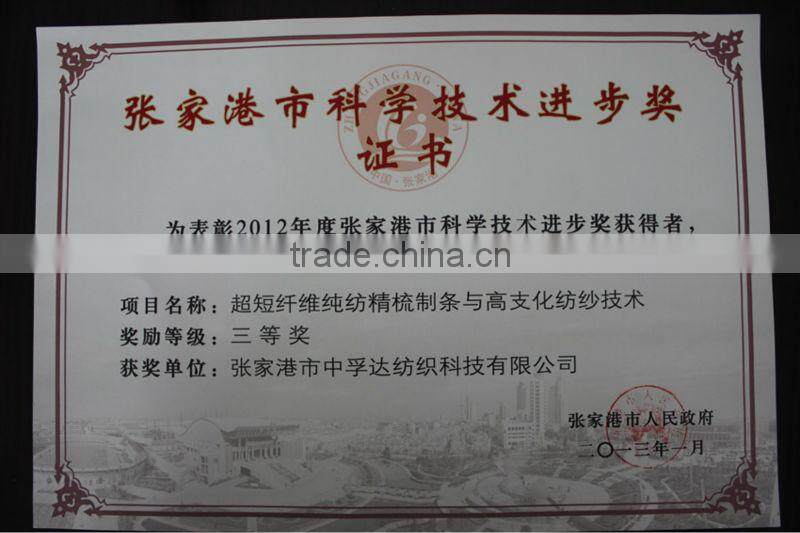 张家港市科学技术进步奖
证书
中国·张家港
为表彰2012年度张家港市科学技术进步奖获得者，
trade.china.cn
项目名称：超短纤维纯纺精梳制条与高支化纺纱技术
奖励等级：三等奖
获奖单位：张家港市中孚达纺织科技有限公司
张家港市人民政府
二〇一三年一月